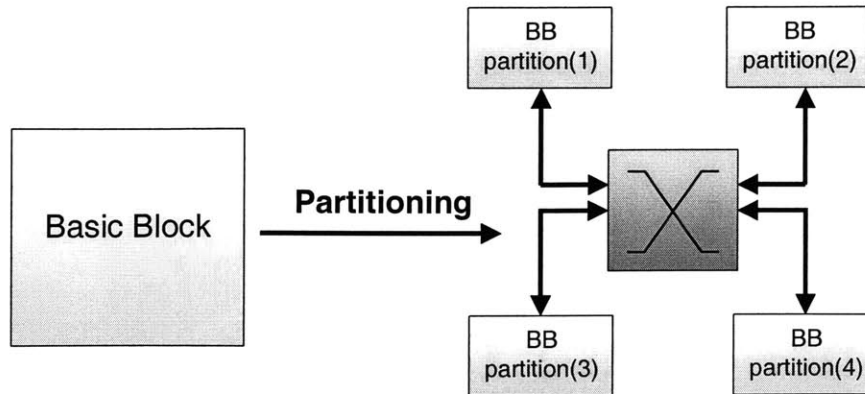 BB
partition(1)
BB
partition(2)
Basic Block
Partitioning
BB
partition(3)
BB
partition(4)